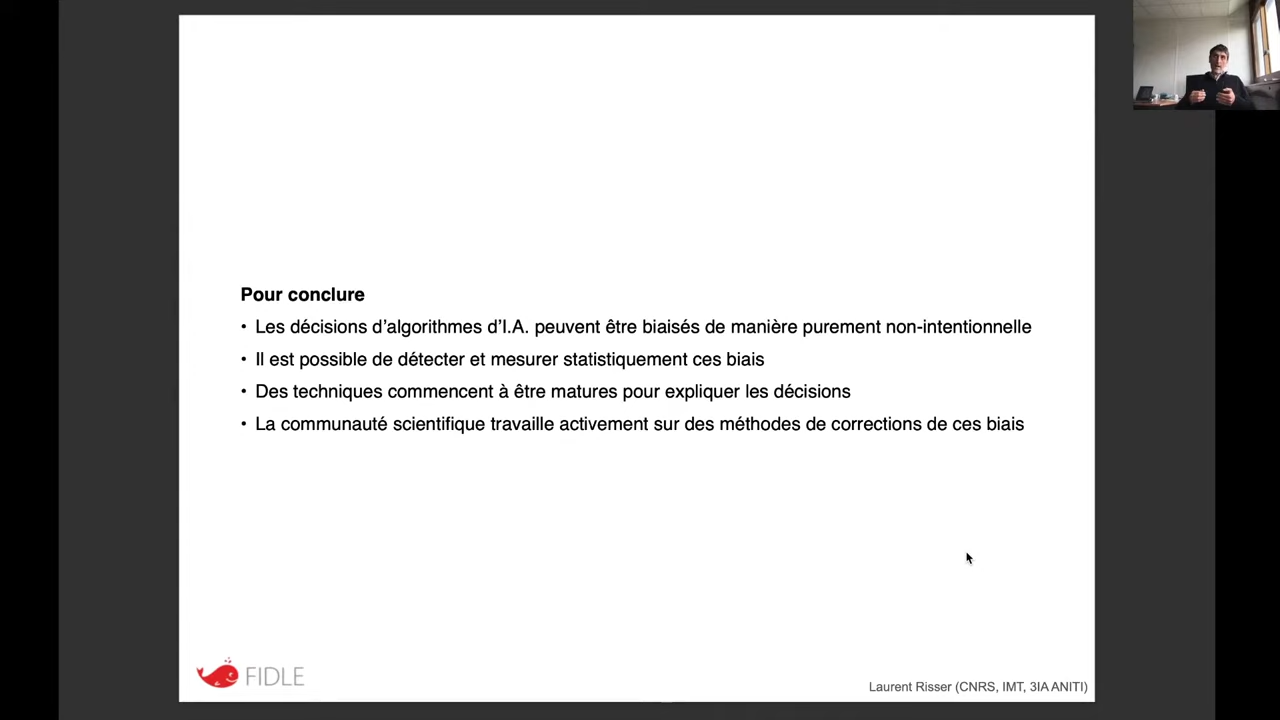 Pour conclure
• Les décisions d'algorithmes d'I.A. peuvent être biaisés de manière purement non-intentionnelle
• Il est possible de détecter et mesurer statistiquement ces biais
• Des techniques commencent à être matures pour expliquer les décisions
• La communauté scientifique travaille activement sur des méthodes de corrections de ces biais
FIDLE
Laurent Risser (CNRS, IMT, 3IA ANITI)